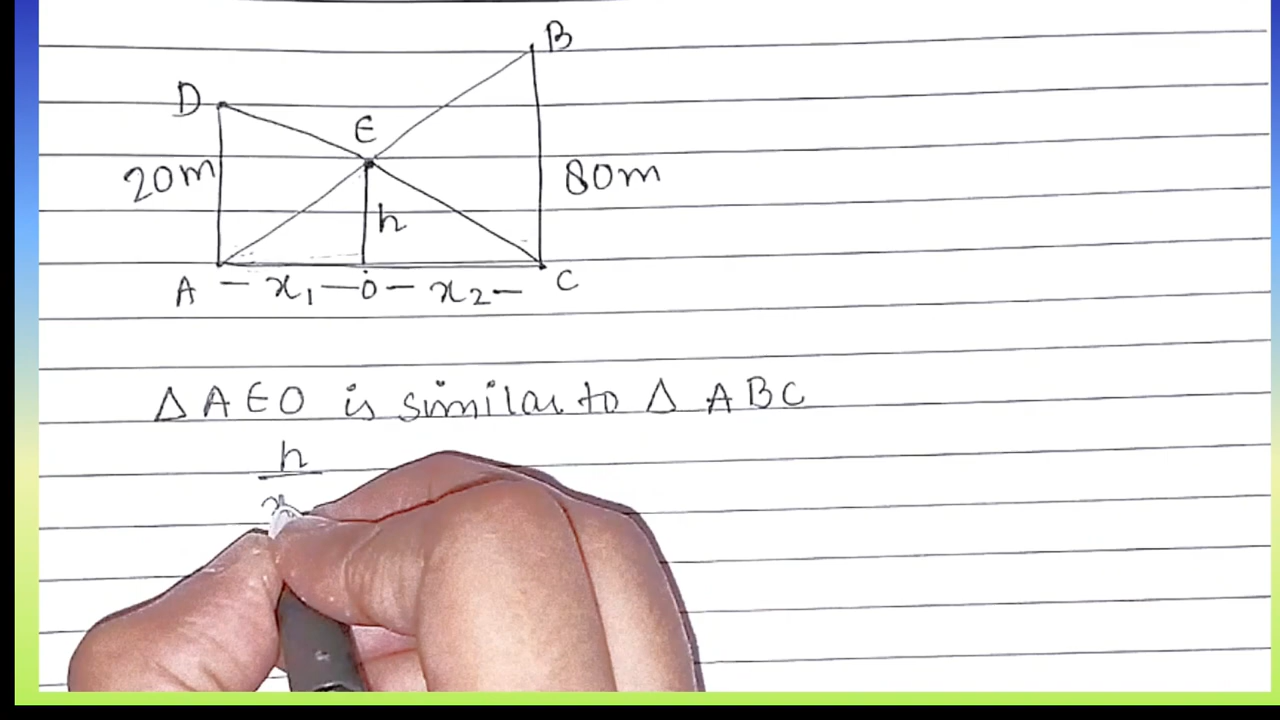 B
D
E
20m
80m
h
A - x₁ - O - x₂ - C
Δ AEO is similar to Δ ABC
h
x